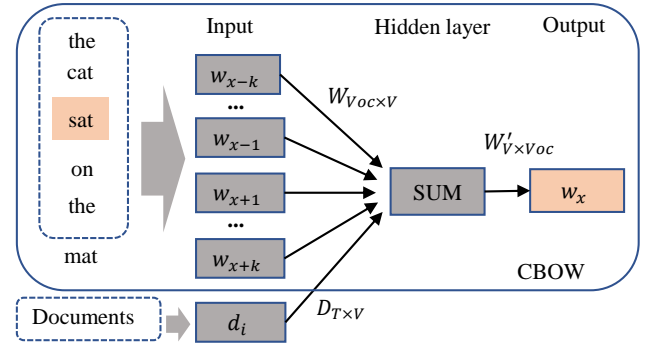 Input Hidden layer Output
the
cat
sat
on
the
mat
w_{x-k}
...
w_{x-1}
w_{x+1}
...
w_{x+k}
W_{Voc×V}
SUM
W'_{V×Voc}
w_x
CBOW
Documents
d_i
D_{T×V}